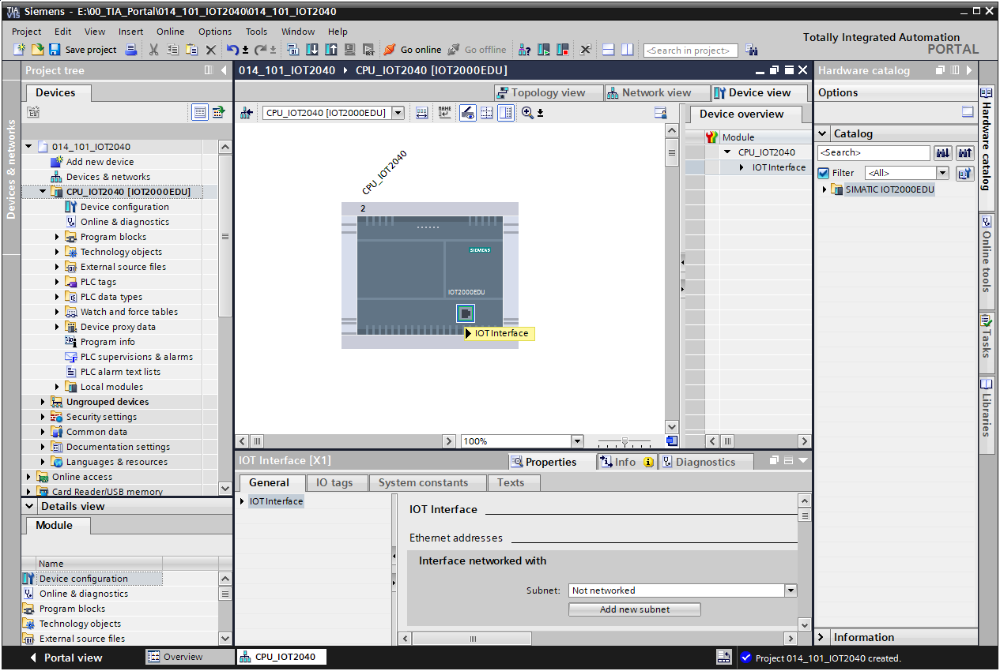 TIA V15 Siemens - E:\00_TIA_Portal\014_101_IOT2040\014_101_IOT2040
Project Edit View Insert Online Options Tools Window Help
Totally Integrated Automation
PORTAL
Save project Go online Go offline <Search in project>
Project tree
Devices
Devices & networks
014_101_IOT2040
Add new device
Devices & networks
CPU_IOT2040 [IOT2000EDU]
Device configuration
Online & diagnostics
Program blocks
Technology objects
External source files
PLC tags
PLC data types
Watch and force tables
Device proxy data
Program info
PLC supervisions & alarms
PLC alarm text lists
Local modules
Ungrouped devices
Security settings
Common data
Documentation settings
Languages & resources
Online access
Card Reader/USB memory
Details view
Module
Name
Device configuration
Online & diagnostics
Program blocks
Technology objects
External source files
014_101_IOT2040 CPU_IOT2040 [IOT2000EDU]
Topology view Network view Device view
CPU_IOT2040 [IOT2000EDU]
NAME
CPU_IOT2040
2
SIEMENS
IOT2000EDU
IOT Interface
100%
Device overview
Module
CPU_IOT2040
IOT Interface
IOT Interface [X1]
Properties Info Diagnostics
General IO tags System constants Texts
IOT Interface
IOT Interface
Ethernet addresses
Interface networked with
Subnet: Not networked
Add new subnet
Hardware catalog
Options
Catalog
<Search>
Filter <All>
SIMATIC IOT2000EDU
Information
Hardware catalog
Online tools
Tasks
Libraries
Portal view Overview CPU_IOT2040 Project 014_101_IOT2040 created.